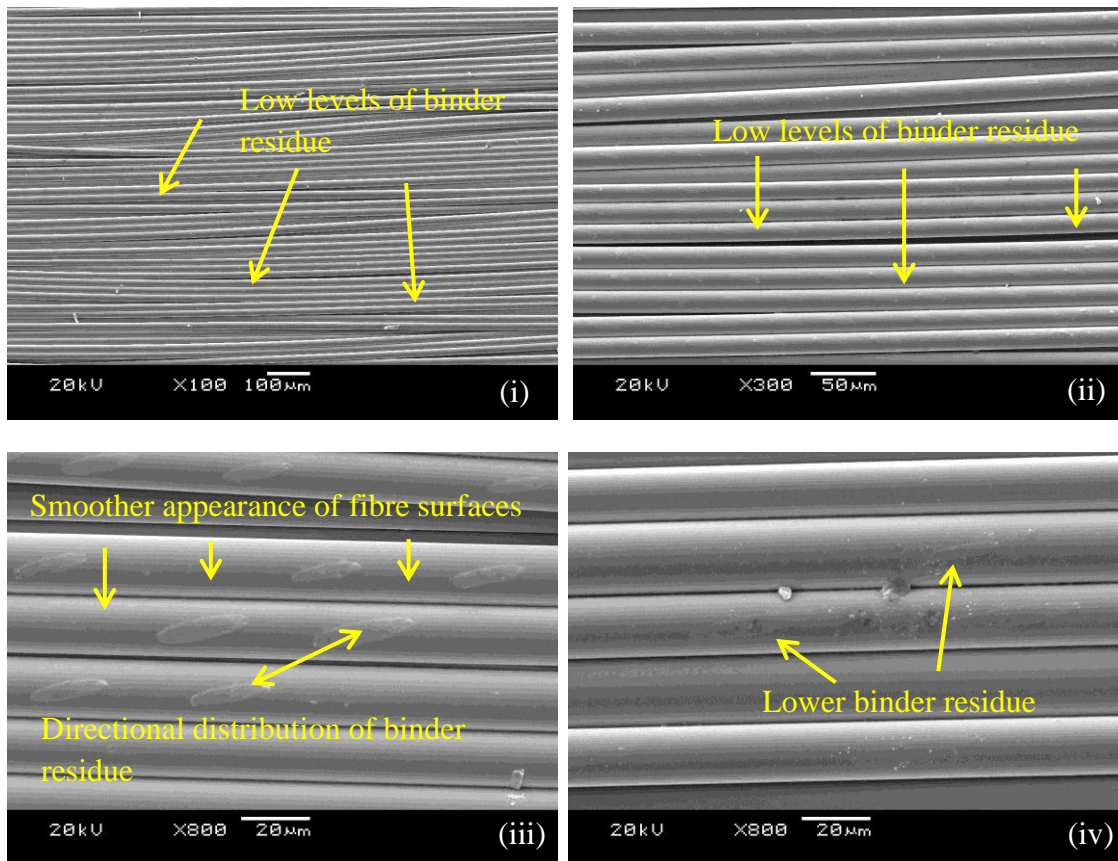 Low levels of binder
residue
20kV X100 100μm (i)
Low levels of binder residue
20kV X300 50μm (ii)
Smoother appearance of fibre surfaces
Directional distribution of binder
residue
20kV X800 20μm (iii)
Lower binder residue
20kV X800 20μm (iv)